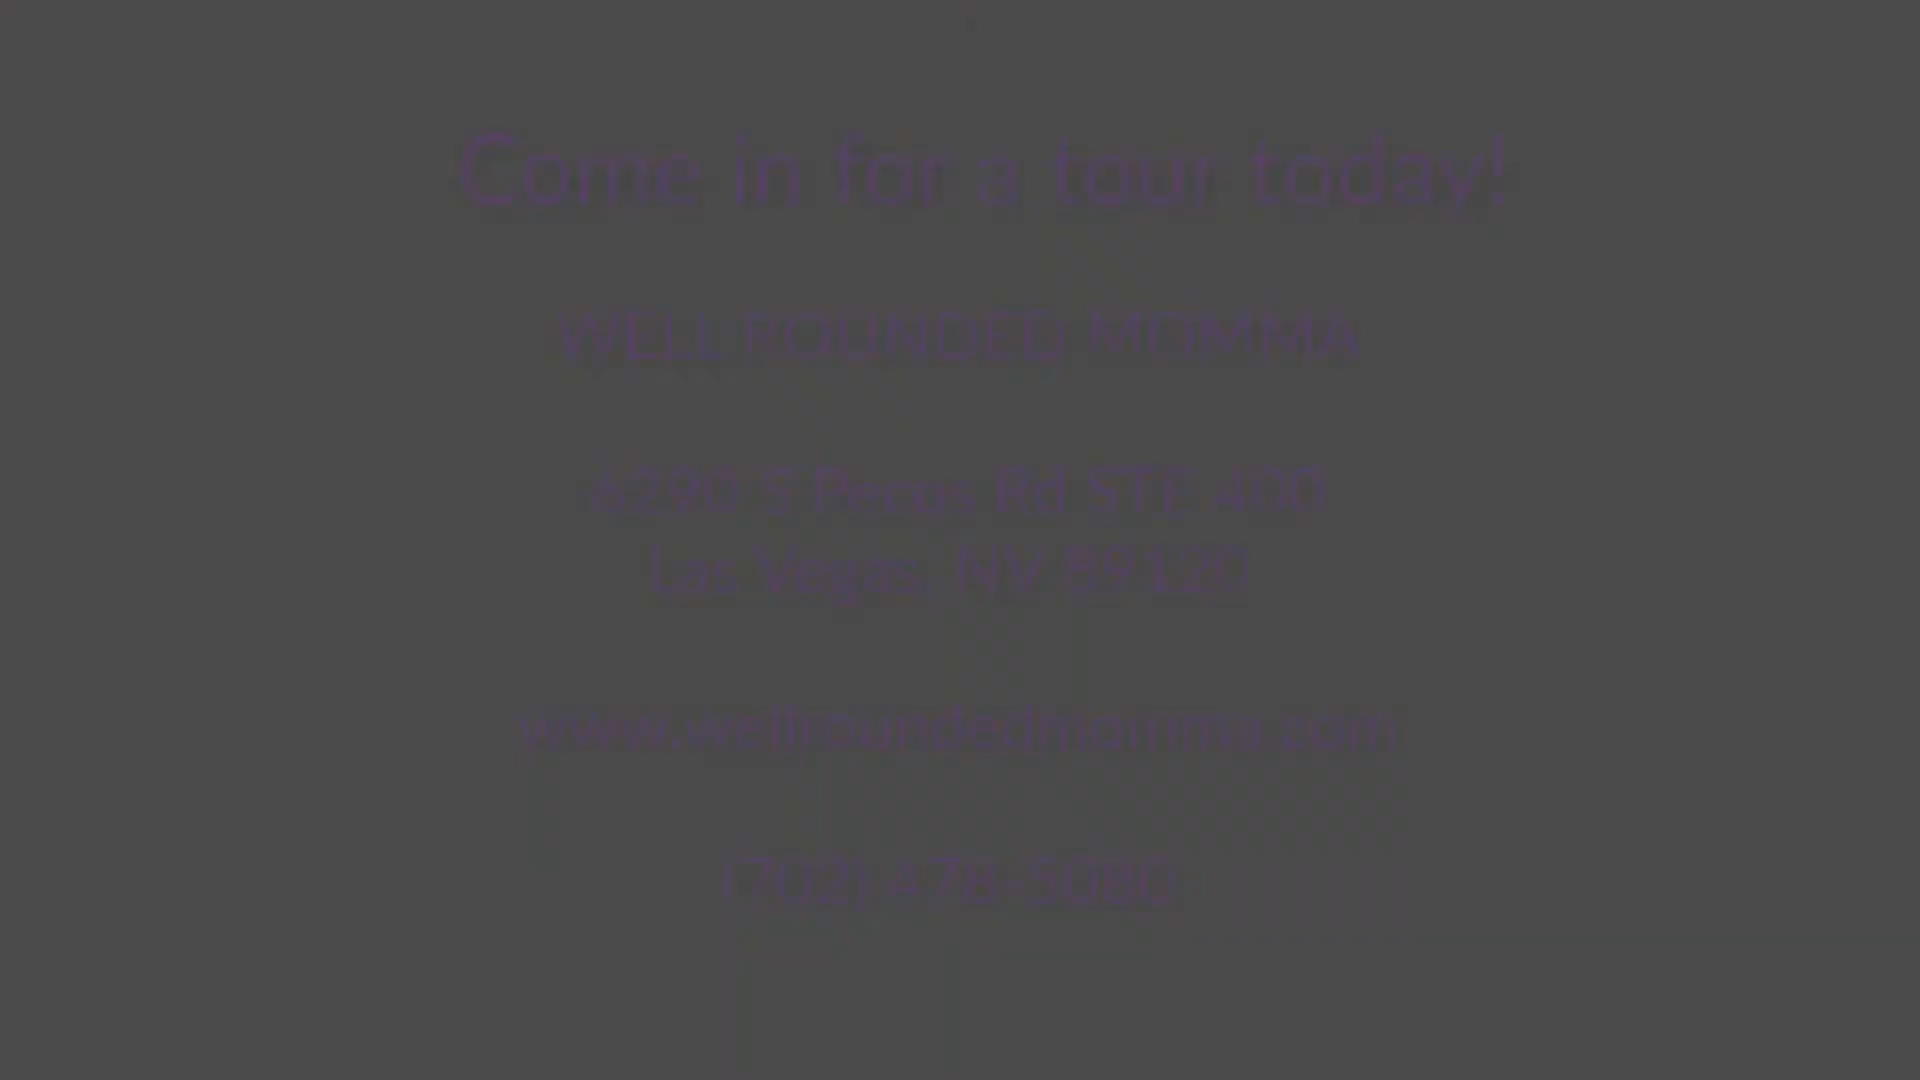 Come in for a tour today!
WELL ROUNDED MOMMA
6290 S Pecos Rd STE 400
Las Vegas, NV 89120
www.wellroundedmomma.com
(702) 478-5080